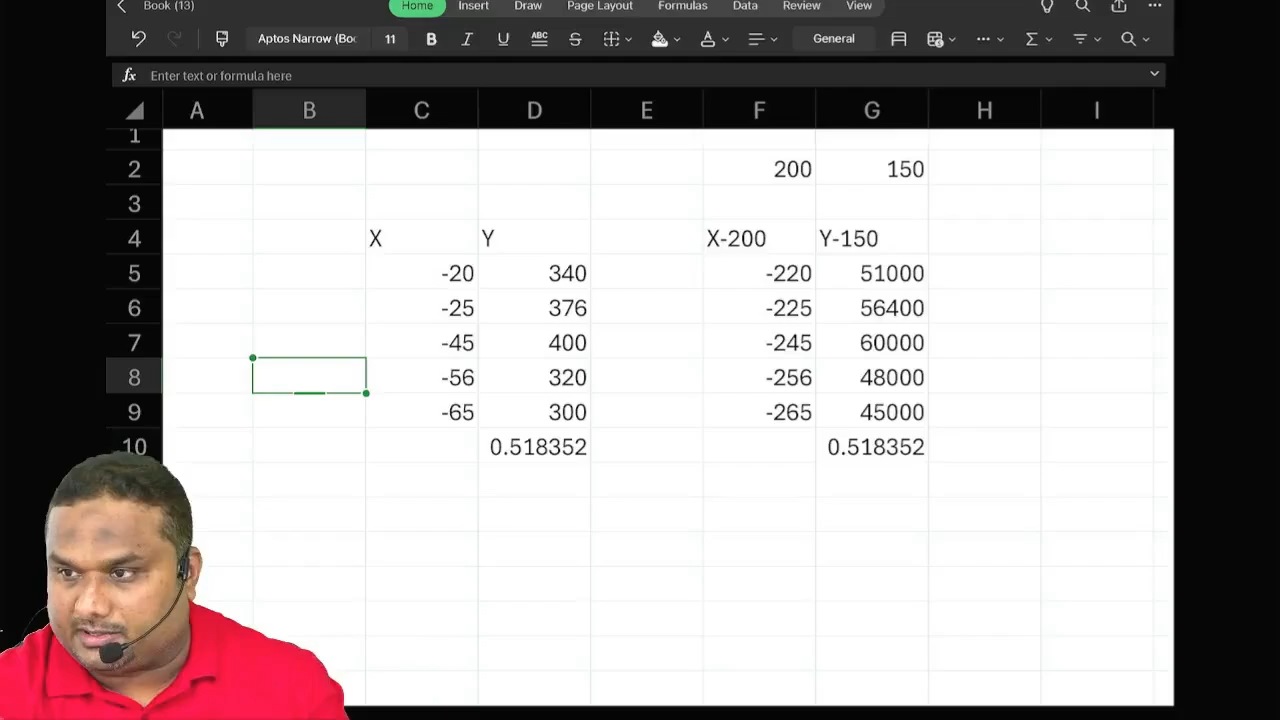 Book (13)
Home Insert Draw Page Layout Formulas Data Review View
Aptos Narrow (Boc 11 B I U ABC S A General Σ
fx Enter text or formula here
A B C D E F G H I
1
2 200 150
3
4 X Y X-200 Y-150
5 -20 340 -220 51000
6 -25 376 -225 56400
7 -45 400 -245 60000
8 -56 320 -256 48000
9 -65 300 -265 45000
10 0.518352 0.518352